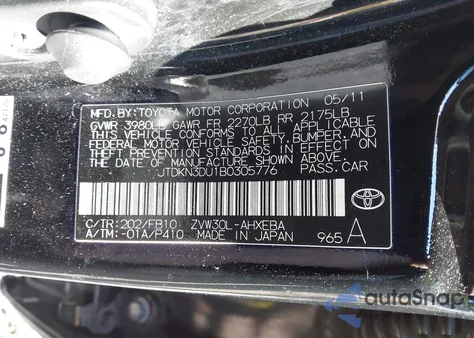 MFD. BY: TOYOTA MOTOR CORPORATION 05/11
GVWR 3980LB GAWR FR 2270LB RR 2175LB
THIS VEHICLE CONFORMS TO ALL APPLICABLE
FEDERAL MOTOR VEHICLE SAFETY, BUMPER, AND
THEFT PREVENTION STANDARDS IN EFFECT ON
THE DATE OF MANUFACTURE SHOWN ABOVE.
JTDKN3DU1B0305776 PASS.CAR
C/TR:202/FB10 ZVW30L-AHXEBA
A/TM:-01A/P410 MADE IN JAPAN 965 A
TOYOTA
autoSnap